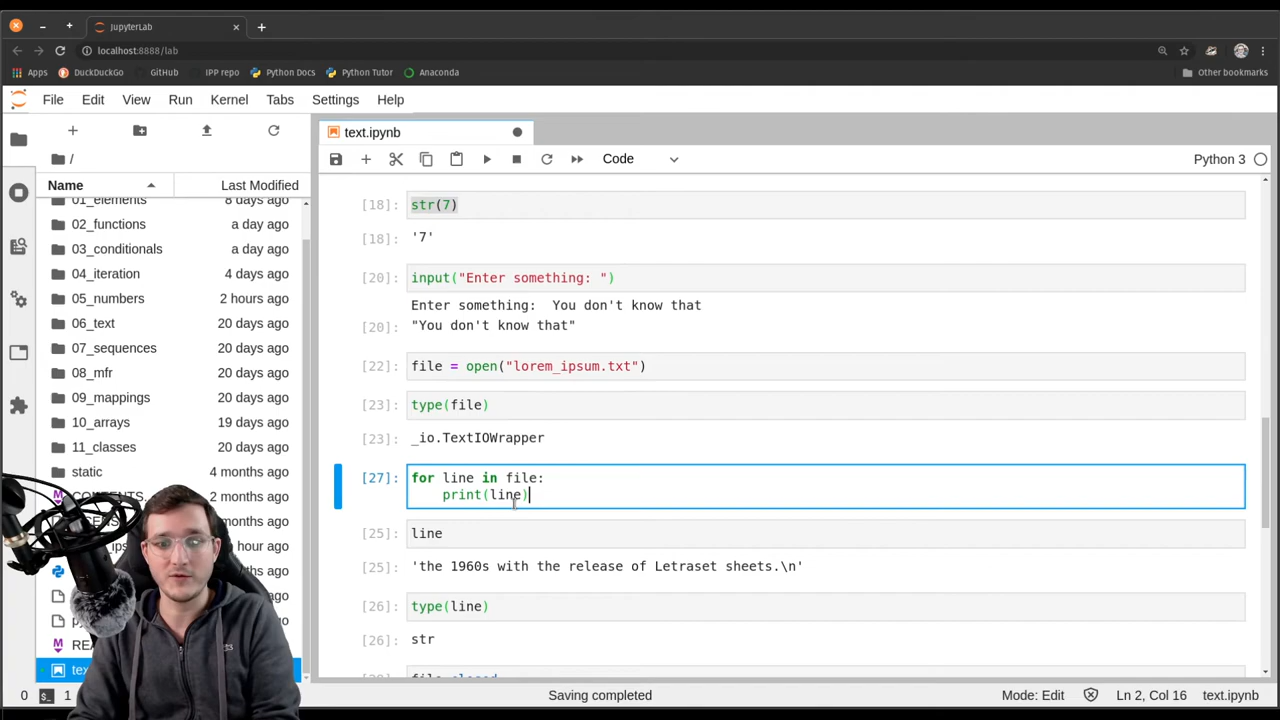 JupyterLab
localhost:8888/lab
Apps DuckDuckGo GitHub IPP repo Python Docs Python Tutor Anaconda Other bookmarks
File Edit View Run Kernel Tabs Settings Help
text.ipynb
/
Code
Python 3
Name Last Modified
01_elements 8 days ago
02_functions a day ago
03_conditionals a day ago
04_iteration 4 days ago
05_numbers 2 hours ago
06_text 20 days ago
07_sequences 20 days ago
08_mfr 20 days ago
09_mappings 20 days ago
10_arrays 19 days ago
11_classes 20 days ago
static 4 months ago
months ago
hour ago
days ago
days ago
days ago
days ago
[18]: str(7)
[18]: '7'
[20]: input("Enter something: ")
Enter something: You don't know that
[20]: "You don't know that"
[22]: file = open("lorem_ipsum.txt")
[23]: type(file)
[23]: _io.TextIOWrapper
[27]: for line in file:
print(line)
[25]: line
[25]: 'the 1960s with the release of Letraset sheets.\n'
[26]: type(line)
[26]: str
0 $_ 1 Saving completed Mode: Edit Ln 2, Col 16 text.ipynb